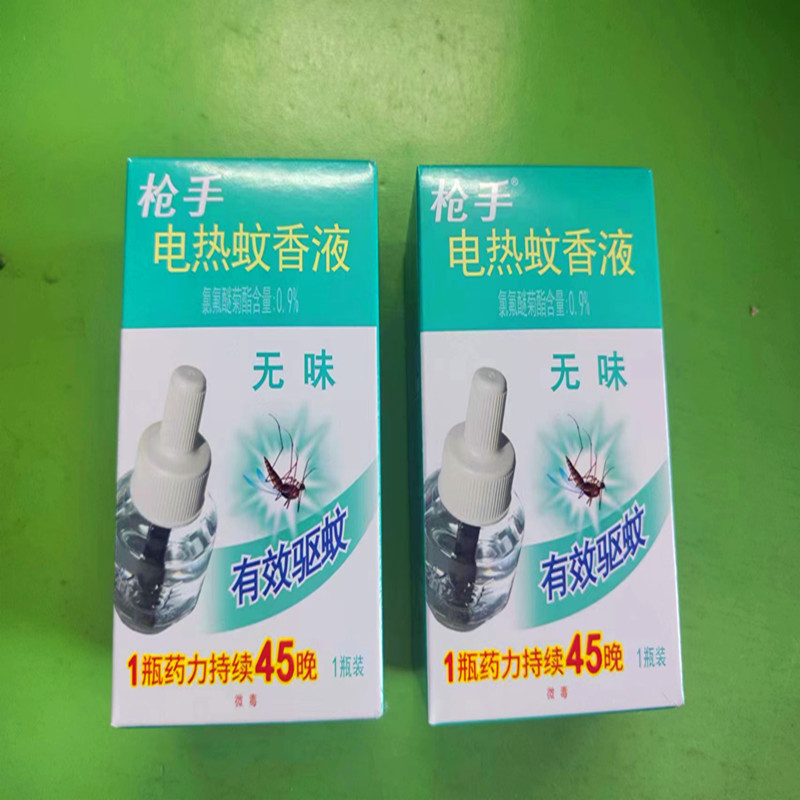 枪手
电热蚊香液
氯氟醚菊酯含量:0.9%
无味
有效驱蚊
1瓶药力持续45晚
1瓶装
微毒
枪手®
电热蚊香液
氯氟醚菊酯含量:0.9%
无味
有效驱蚊
1瓶药力持续45晚
1瓶装
微毒